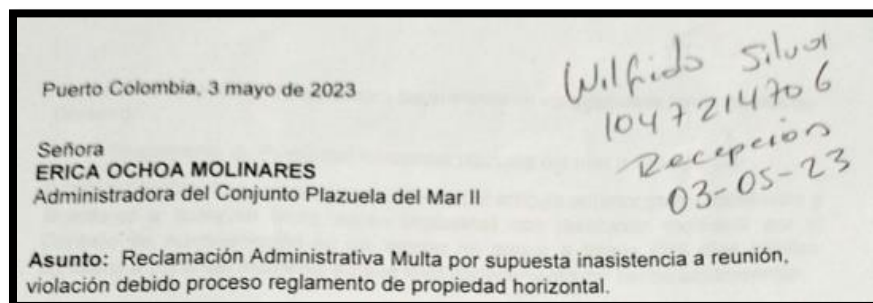 Wilfrido Silva
1047214706
Recepcion
03-05-23
Puerto Colombia, 3 mayo de 2023
Señora
ERICA OCHOA MOLINARES
Administradora del Conjunto Plazuela del Mar II
Asunto: Reclamación Administrativa Multa por supuesta inasistencia a reunión,
violación debido proceso reglamento de propiedad horizontal.